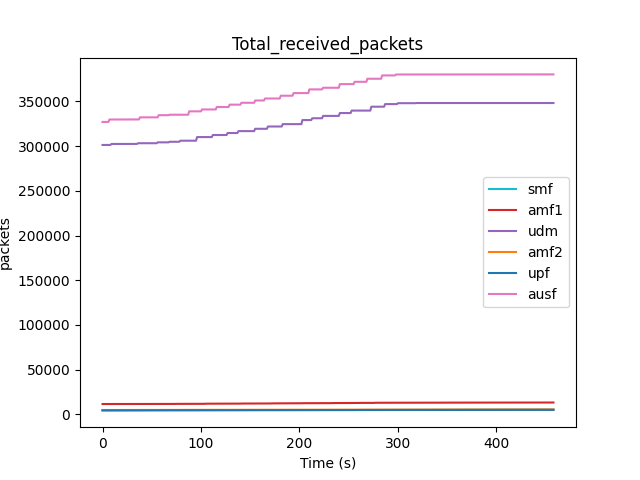 Total_received_packets
packets
350000
300000
250000
200000
150000
100000
50000
0
smf
amf1
udm
amf2
upf
ausf
0 100 200 300 400
Time (s)